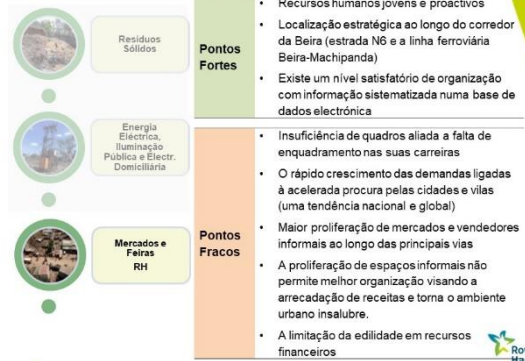 Resíduos
Sólidos
Energia
Eléctrica,
Iluminação
Pública e Electr.
Domiciliária
Mercados e
Feiras
RH
Pontos
Fortes
• Recursos humanos jovens e proactivos
• Localização estratégica ao longo do corredor
da Beira (estrada N6 e a linha ferroviária
Beira-Machipanda)
• Existe um nível satisfatório de organização
com informação sistematizada numa base de
dados electrónica
Pontos
Fracos
• Insuficiência de quadros aliada a falta de
enquadramento nas suas carreiras
• O rápido crescimento das demandas ligadas
à acelerada procura pelas cidades e vilas
(uma tendência nacional e global)
• Maior proliferação de mercados e vendedores
informais ao longo das principais vias
• A proliferação de espaços informais não
permite melhor organização visando a
arrecadação de receitas e torna o ambiente
urbano insalubre.
• A limitação da edilidade em recursos
financeiros